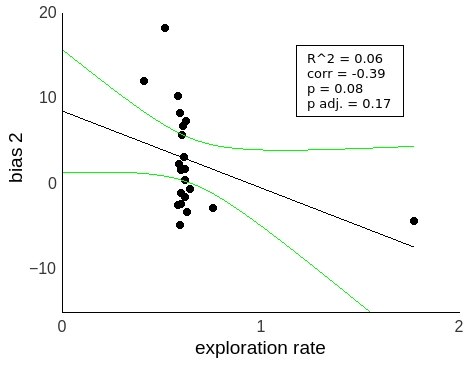 20
10
0
−10
bias 2
R^2 = 0.06
corr = -0.39
p = 0.08
p adj. = 0.17
0 1 2
exploration rate